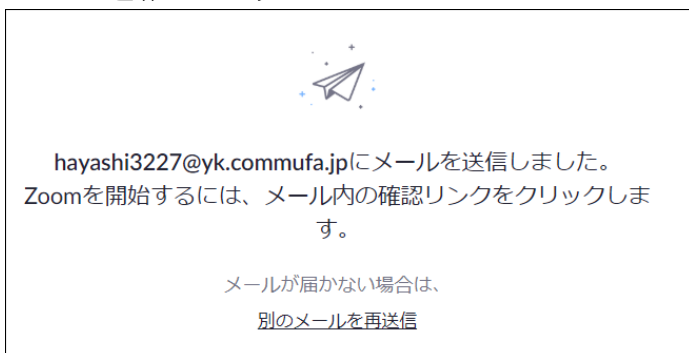 hayashi3227@yk.commufa.jpにメールを送信しました。
Zoomを開始するには、メール内の確認リンクをクリックしま
す。
メールが届かない場合は、
別のメールを再送信